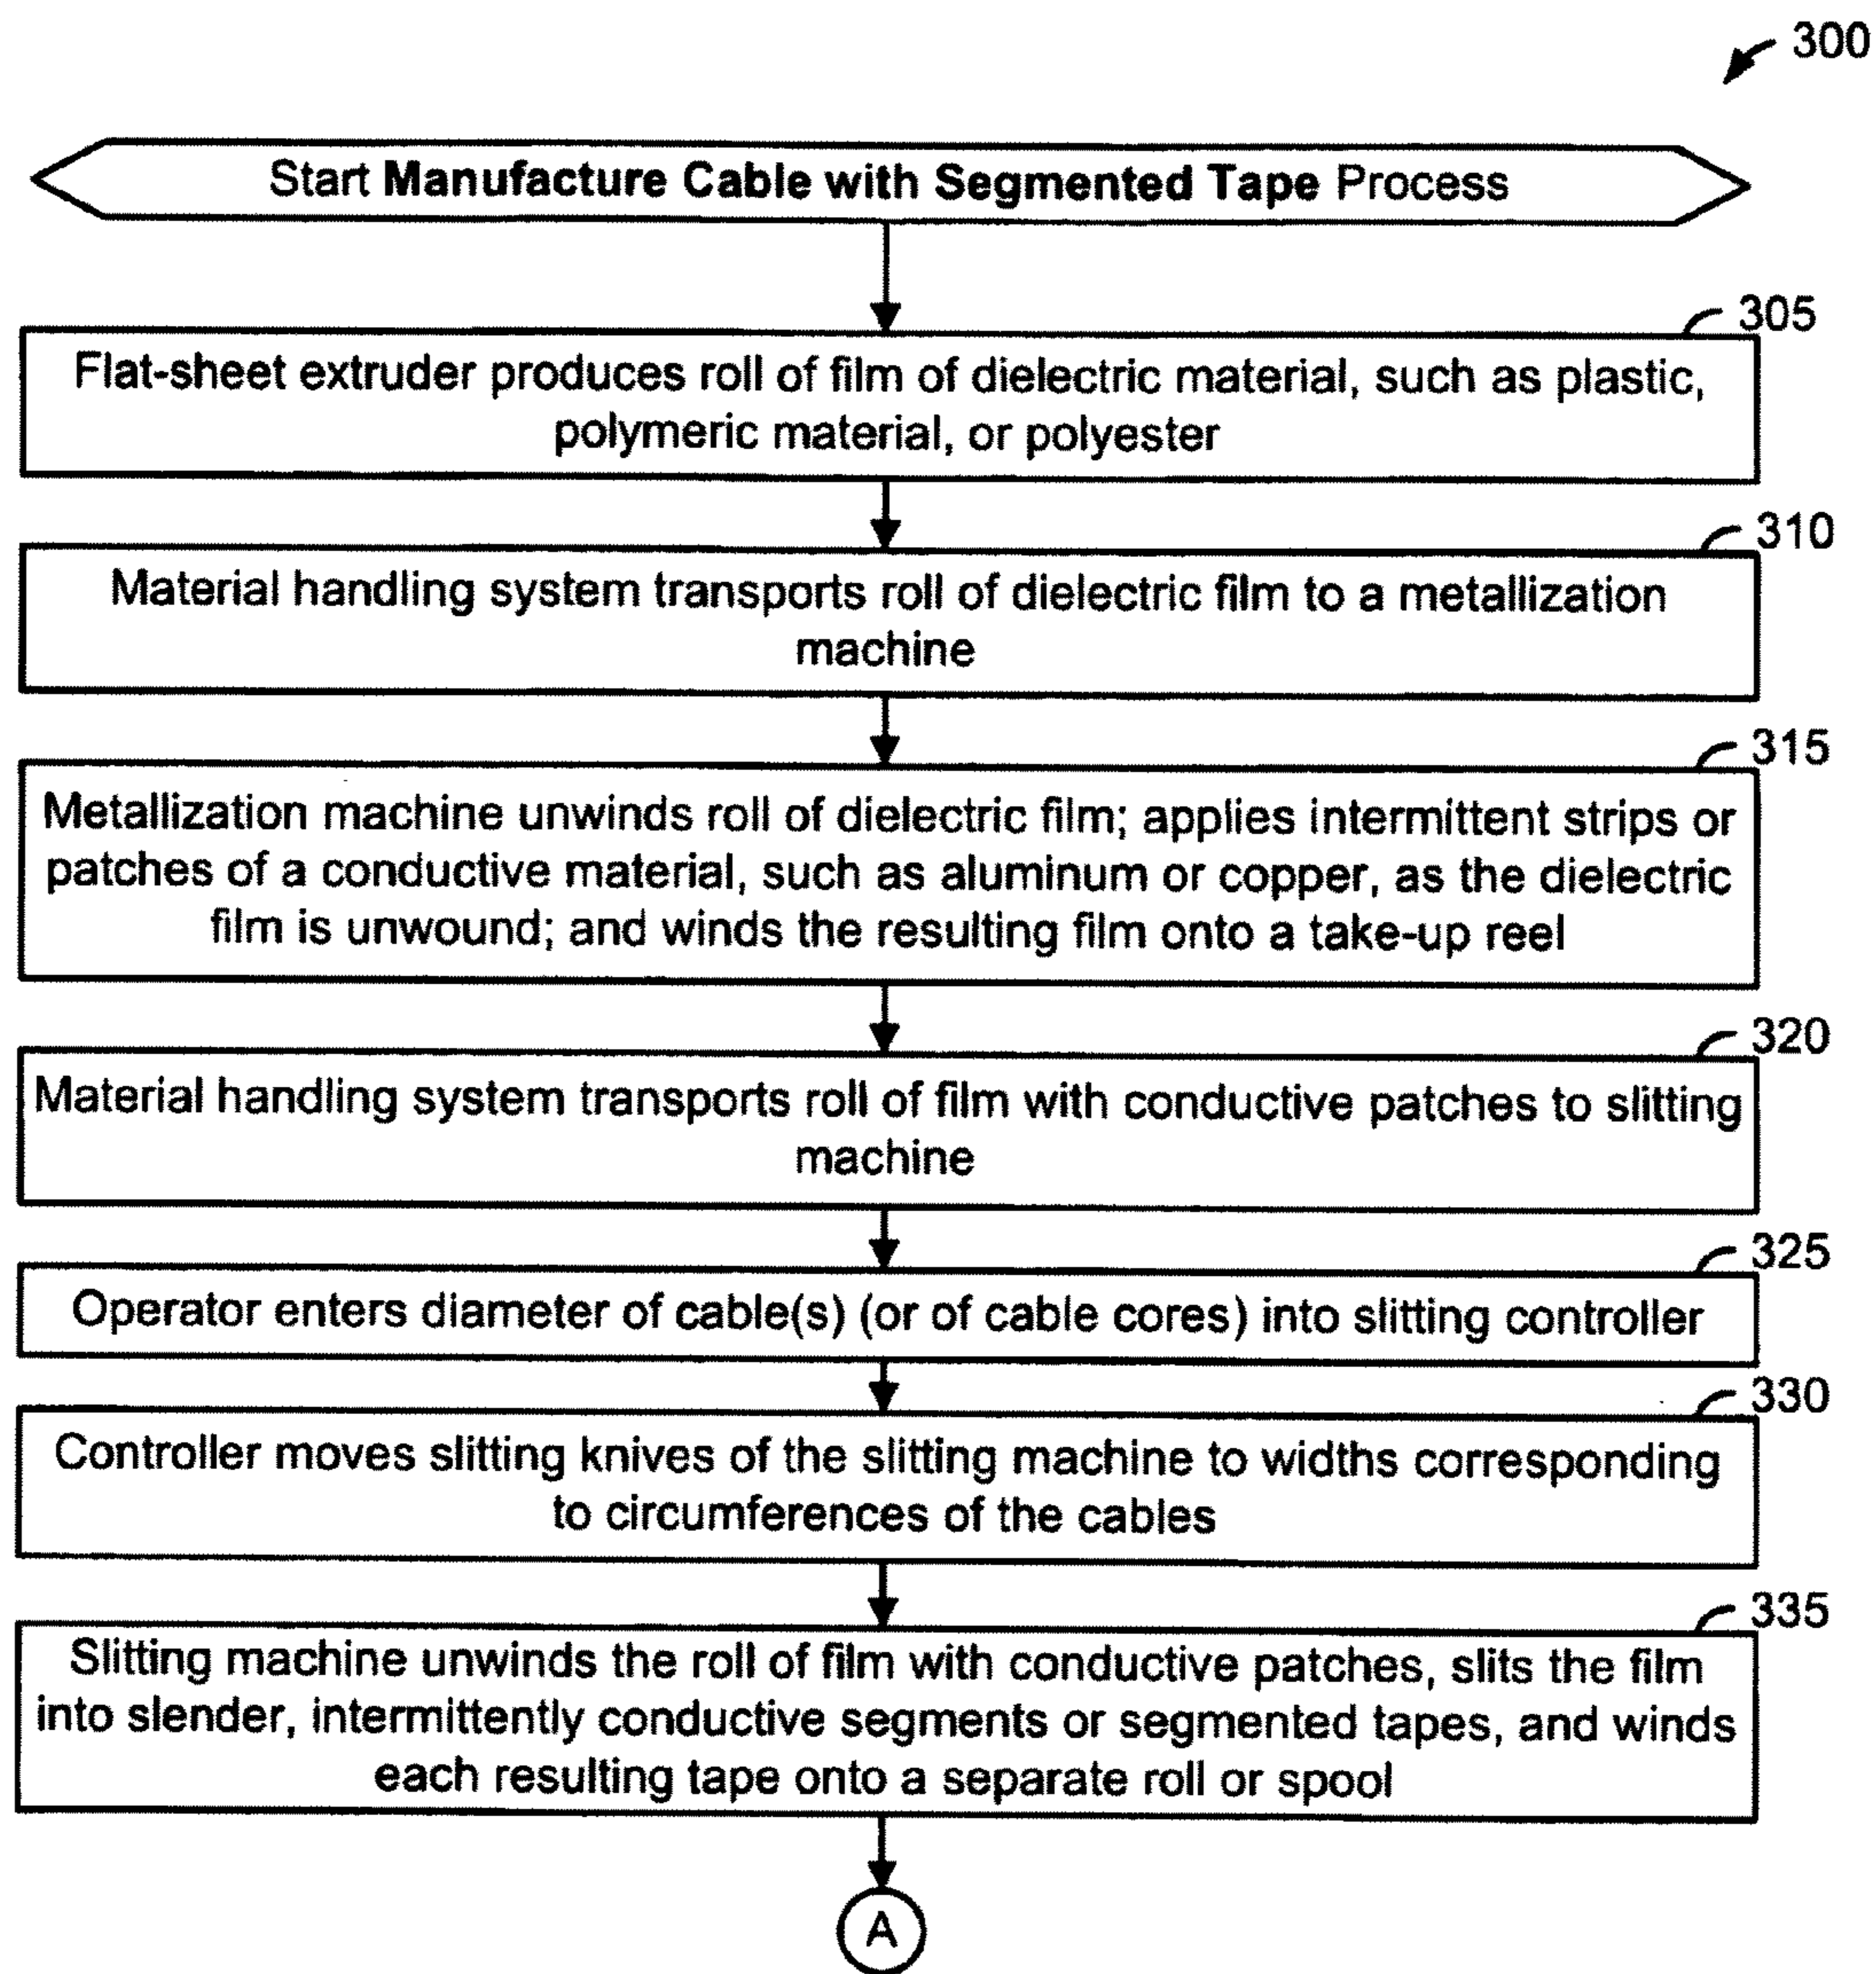 300
Start Manufacture Cable with Segmented Tape Process
305
Flat-sheet extruder produces roll of film of dielectric material, such as plastic,
polymeric material, or polyester
310
Material handling system transports roll of dielectric film to a metallization
machine
315
Metallization machine unwinds roll of dielectric film; applies intermittent strips or
patches of a conductive material, such as aluminum or copper, as the dielectric
film is unwound; and winds the resulting film onto a take-up reel
320
Material handling system transports roll of film with conductive patches to slitting
machine
325
Operator enters diameter of cable(s) (or of cable cores) into slitting controller
330
Controller moves slitting knives of the slitting machine to widths corresponding
to circumferences of the cables
335
Slitting machine unwinds the roll of film with conductive patches, slits the film
into slender, intermittently conductive segments or segmented tapes, and winds
each resulting tape onto a separate roll or spool
A